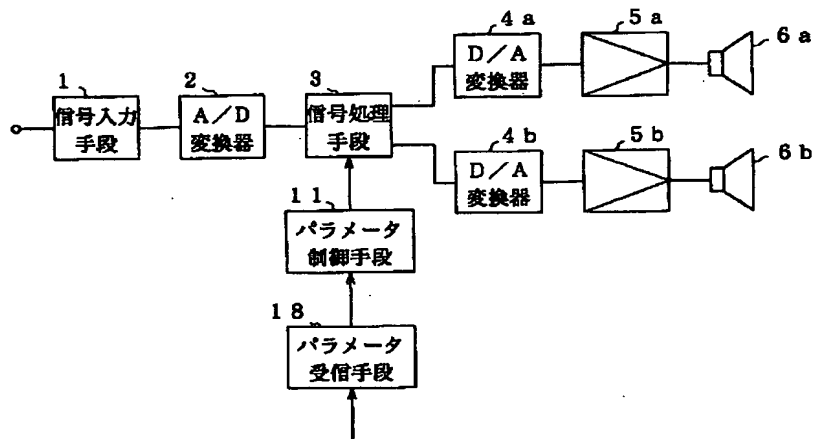 1
信号入力
手段
2
A/D
変換器
3
信号処理
手段
4a
D/A
変換器
5a
6a
4b
D/A
変換器
5b
6b
11
パラメータ
制御手段
18
パラメータ
受信手段